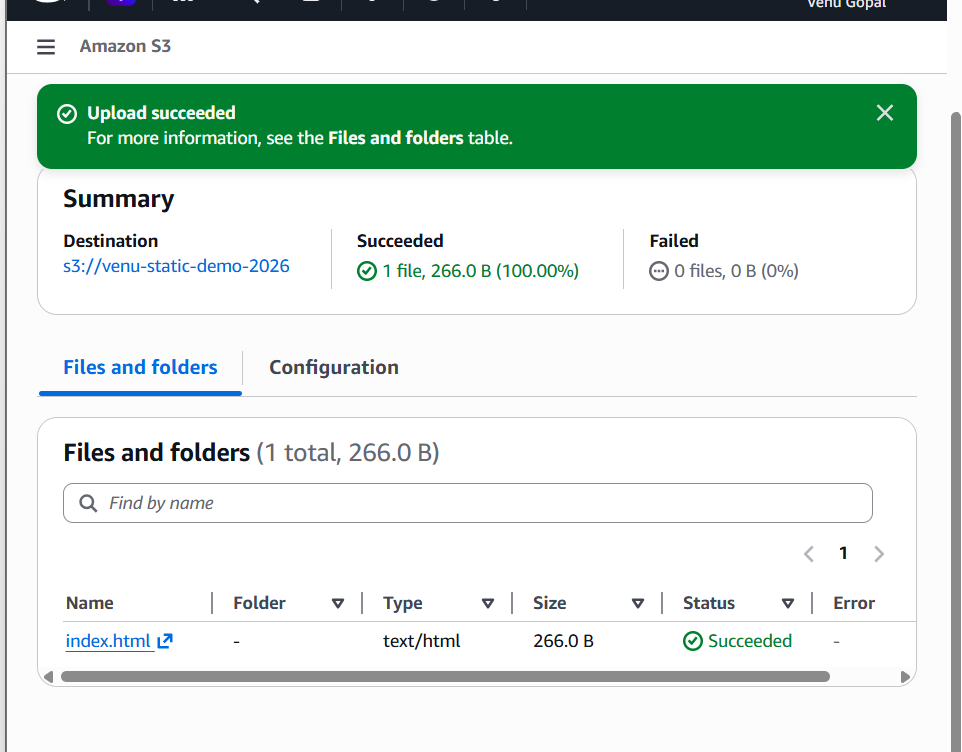 Venu Gopal
Amazon S3
Upload succeeded
For more information, see the Files and folders table.
Summary
Destination
s3://venu-static-demo-2026
Succeeded
1 file, 266.0 B (100.00%)
Failed
0 files, 0 B (0%)
Files and folders
Configuration
Files and folders (1 total, 266.0 B)
Find by name
1
Name Folder Type Size Status Error
index.html - text/html 266.0 B Succeeded -